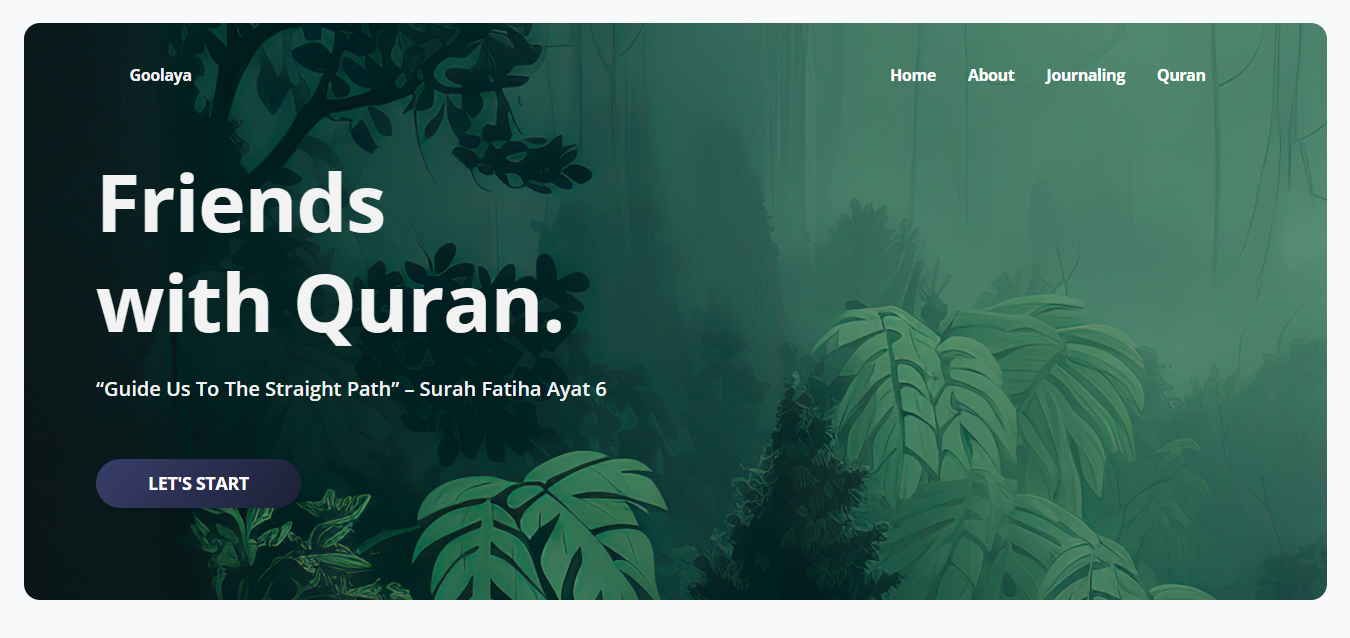 Goolaya
Home About Journaling Quran
Friends
with Quran.
“Guide Us To The Straight Path” – Surah Fatiha Ayat 6
LET'S START